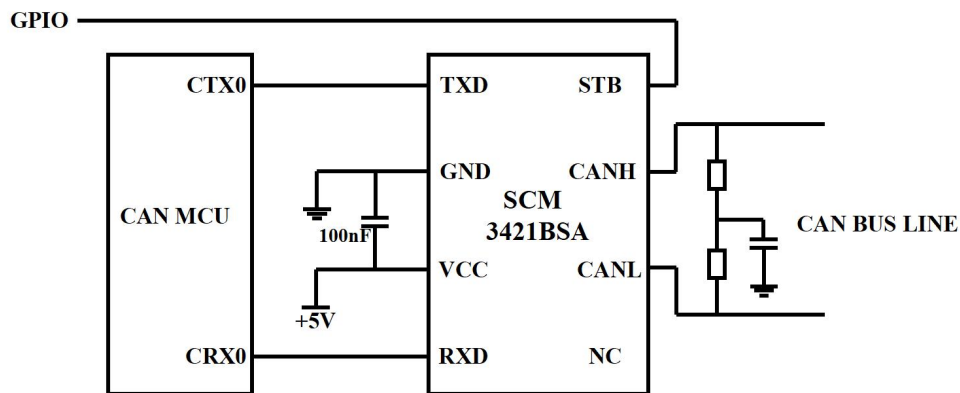 GPIO
CTX0
TXD
STB
GND
CANH
CAN MCU
SCM
3421BSA
100nF
CAN BUS LINE
VCC
CANL
+5V
CRX0
RXD
NC